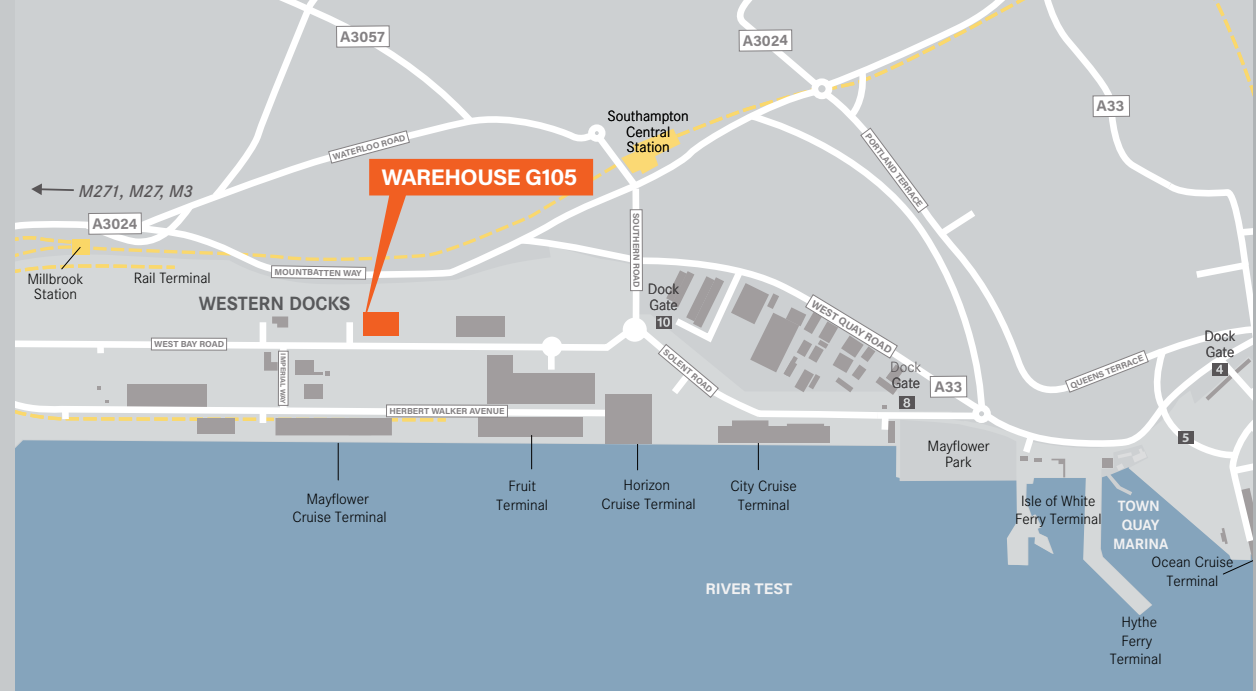 A3057
A3024
A33
Southampton
Central
Station
WATERLOO ROAD
PORTLAND TERRACE
WAREHOUSE G105
M271, M27, M3
A3024
SOUTHERN ROAD
Millbrook
Station
Rail Terminal
MOUNTBATTEN WAY
WESTERN DOCKS
Dock
Gate
10
WEST QUAY ROAD
WEST BAY ROAD
IMPERIAL WAY
SOLENT ROAD
Dock
Gate
8
A33
QUEENS TERRACE
Dock
Gate
4
HERBERT WALKER AVENUE
5
Mayflower
Park
Mayflower
Cruise Terminal
Fruit
Terminal
Horizon
Cruise Terminal
City Cruise
Terminal
Isle of White
Ferry Terminal
TOWN
QUAY
MARINA
Ocean Cruise
Terminal
RIVER TEST
Hythe
Ferry
Terminal